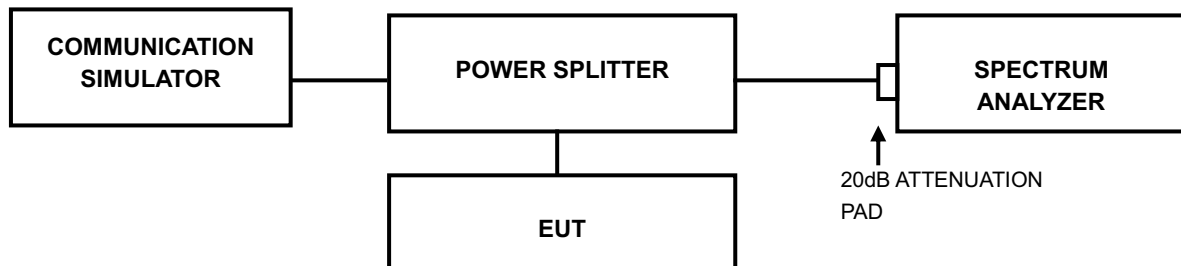 COMMUNICATION
SIMULATOR
POWER SPLITTER
SPECTRUM
ANALYZER
20dB ATTENUATION
PAD
EUT